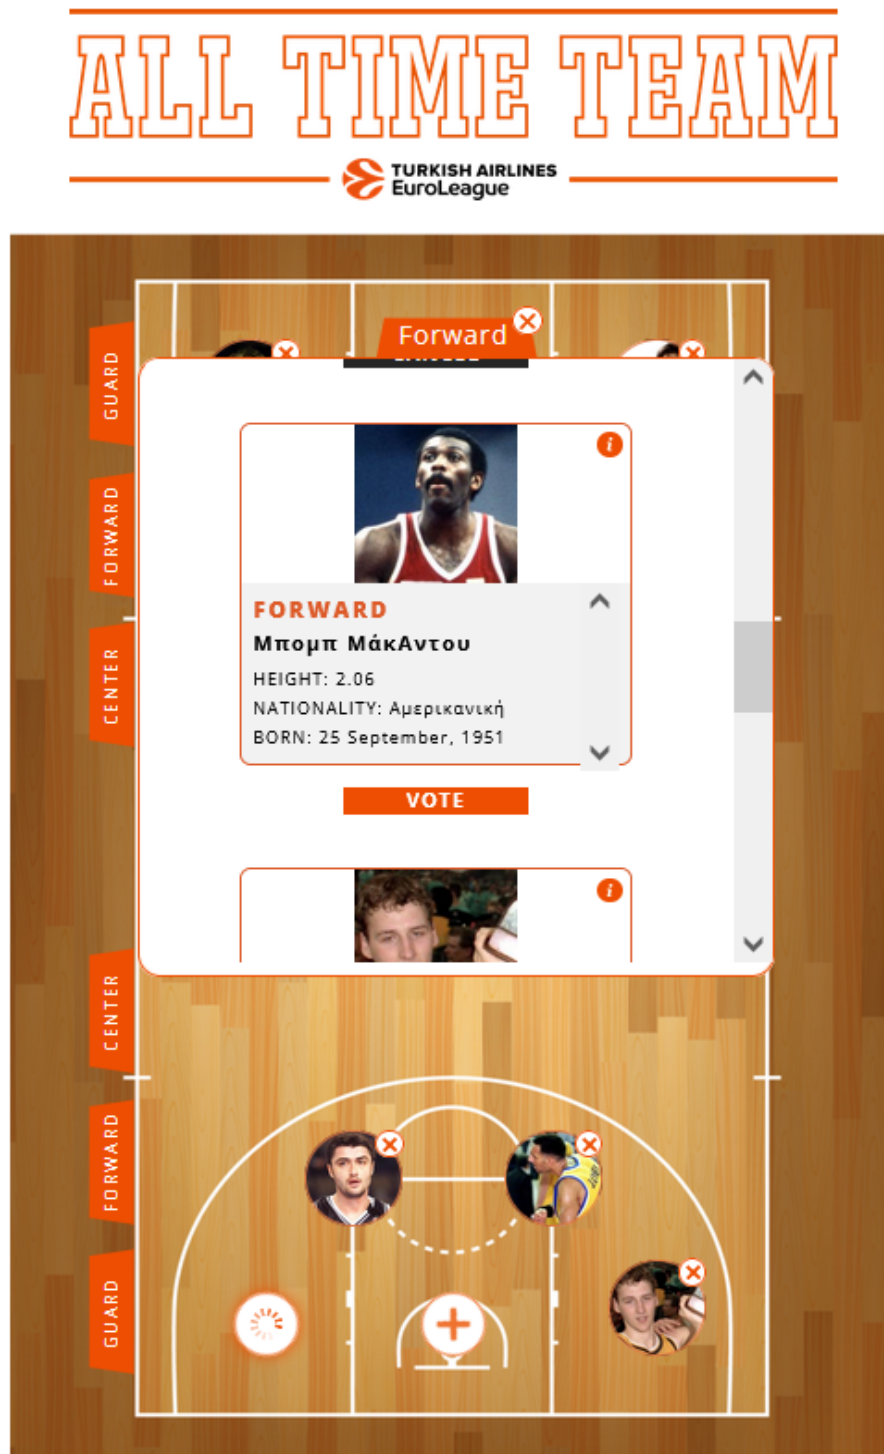 ALL TIME TEAM
TURKISH AIRLINES
EuroLeague
Forward
GUARD
FORWARD
CENTER
FORWARD
Μπομπ ΜάκΑντου
HEIGHT: 2.06
NATIONALITY: Αμερικανική
BORN: 25 September, 1951
VOTE
CENTER
FORWARD
GUARD